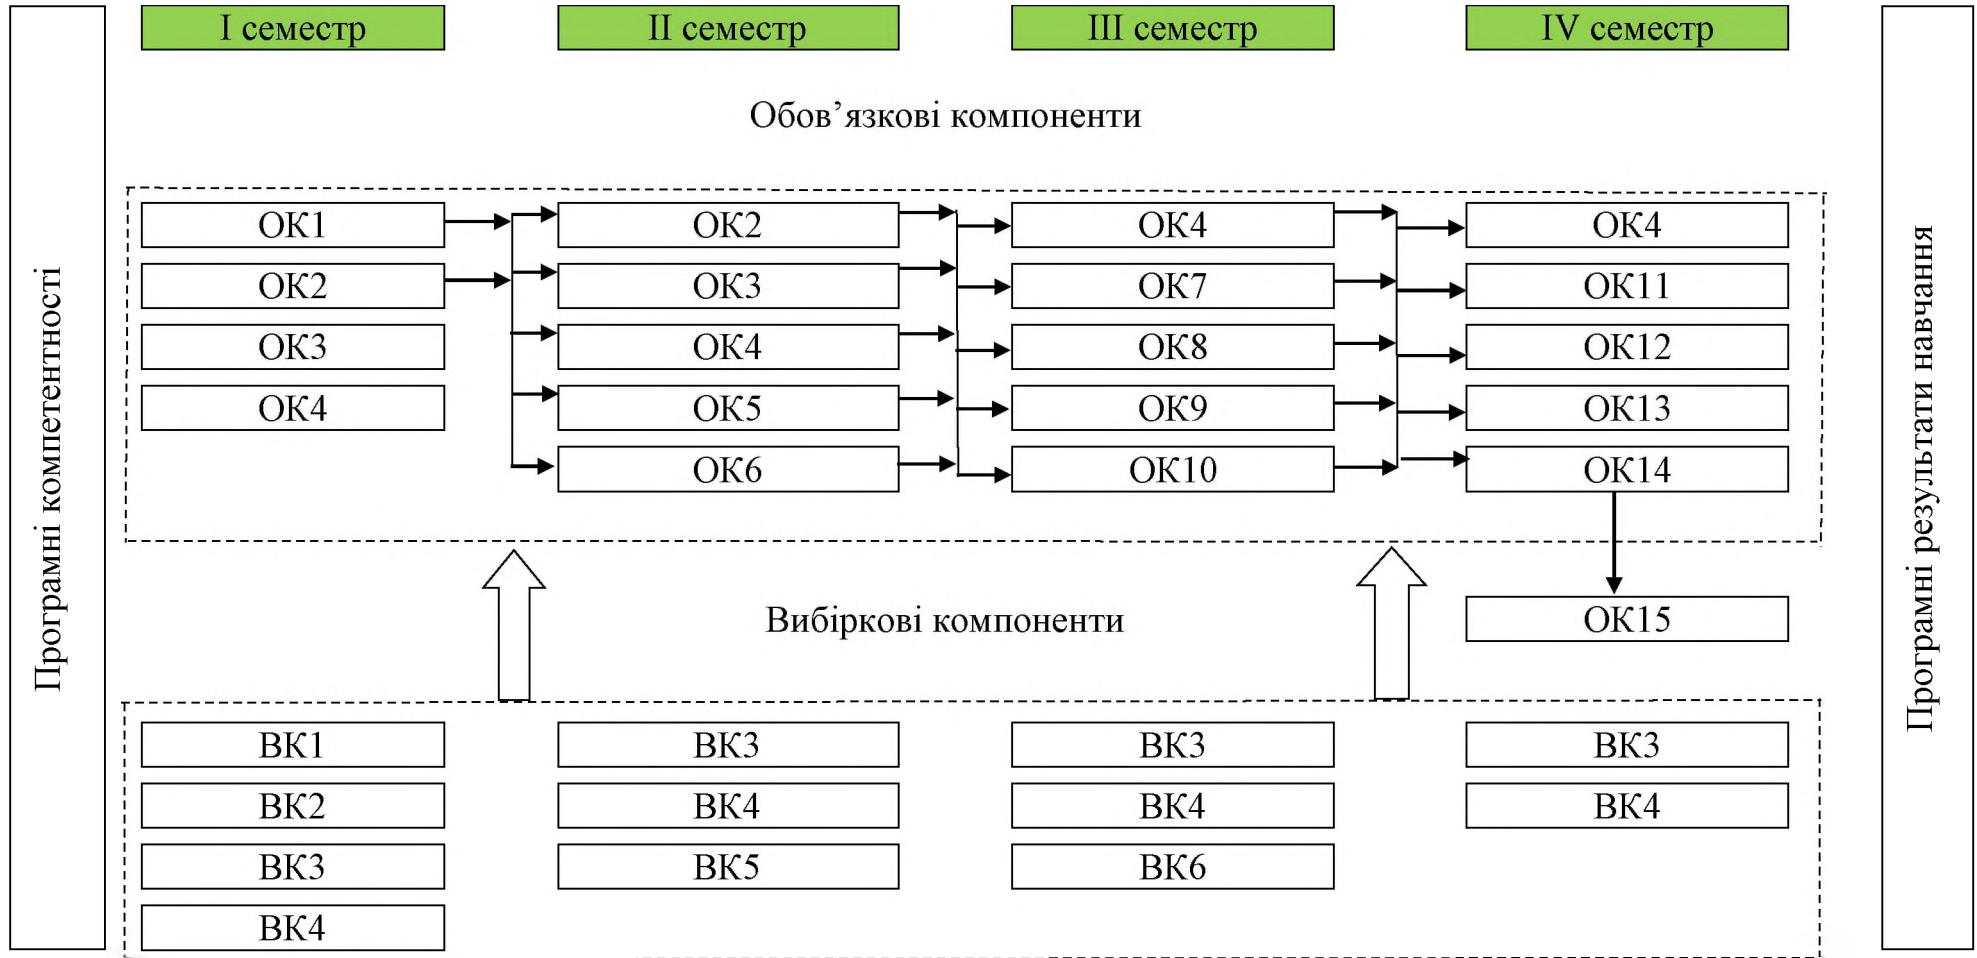 Програмні компетентності
І семестр
ІІ семестр
ІІІ семестр
IV семестр
Обов’язкові компоненти
ОК1
ОК2
ОК4
ОК4
ОК2
ОК3
ОК7
ОК11
ОК3
ОК4
ОК8
ОК12
ОК4
ОК5
ОК9
ОК13
ОК6
ОК10
ОК14
Вибіркові компоненти
ОК15
ВК1
ВК3
ВК3
ВК3
ВК2
ВК4
ВК4
ВК4
ВК3
ВК5
ВК6
ВК4
Програмні результати навчання